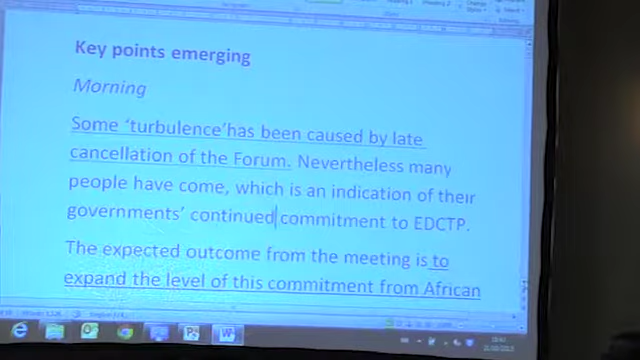 Key points emerging
Morning
Some ‘turbulence’has been caused by late
cancellation of the Forum. Nevertheless many
people have come, which is an indication of their
governments’ continued commitment to EDCTP.
The expected outcome from the meeting is to
expand the level of this commitment from African